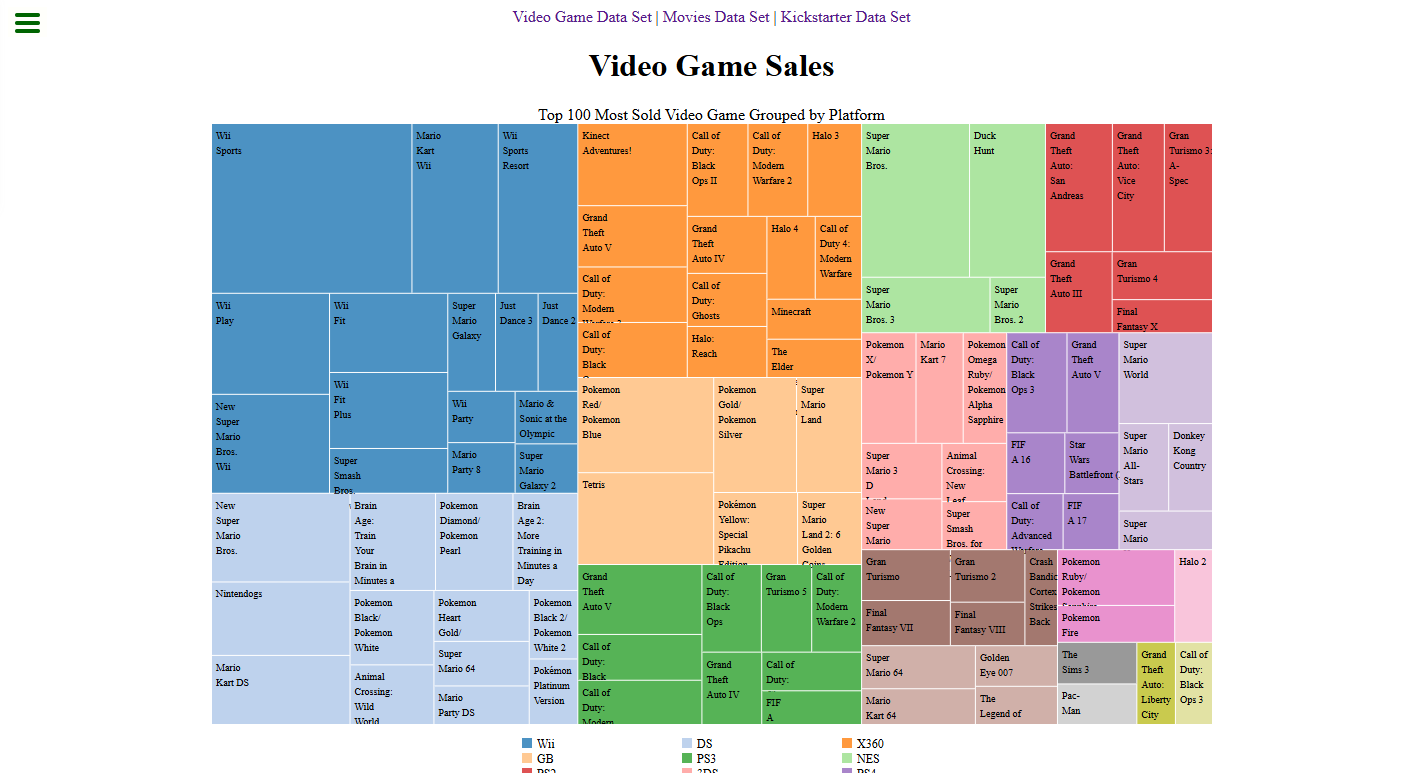 Video Game Data Set | Movies Data Set | Kickstarter Data Set
Video Game Sales
Top 100 Most Sold Video Game Grouped by Platform
Wii
Sports
Mario
Kart
Wii
Wii
Sports
Resort
Wii
Play
New
Super
Mario
Bros.
Wii
Wii
Fit
Wii
Fit
Plus
Super
Smash
Bros.
Super
Mario
Galaxy
Just
Dance 3
Just
Dance 2
Wii
Party
Mario &
Sonic at the
Olympic
Mario
Party 8
Super
Mario
Galaxy 2
New
Super
Mario
Bros.
Nintendogs
Mario
Kart DS
Brain
Age:
Train
Your
Brain in
Minutes a
Pokemon
Diamond/
Pokemon
Pearl
Brain
Age 2:
More
Training in
Minutes a
Day
Pokemon
Black/
Pokemon
White
Animal
Crossing:
Wild
World
Pokemon
Heart
Gold/
Super
Mario 64
Mario
Party DS
Pokemon
Black 2/
Pokemon
White 2
Pokémon
Platinum
Version
Kinect
Adventures!
Grand
Theft
Auto V
Call of
Duty:
Modern
Call of
Duty:
Black
Call of
Duty:
Black
Ops II
Call of
Duty:
Modern
Warfare 2
Halo 3
Grand
Theft
Auto IV
Call of
Duty:
Ghosts
Halo:
Reach
Halo 4
Call of
Duty 4:
Modern
Warfare
Minecraft
The
Elder
Pokemon
Red/
Pokemon
Blue
Tetris
Pokemon
Gold/
Pokemon
Silver
Super
Mario
Land
Pokémon
Yellow:
Special
Pikachu
Edition
Super
Mario
Land 2: 6
Golden
Coins
Grand
Theft
Auto V
Call of
Duty:
Black
Call of
Duty:
Modern
Call of
Duty:
Black
Ops
Gran
Turismo 5
Call of
Duty:
Modern
Warfare 2
Grand
Theft
Auto IV
Call of
Duty:
FIF
A
Super
Mario
Bros.
Duck
Hunt
Super
Mario
Bros. 3
Super
Mario
Bros. 2
Grand
Theft
Auto:
San
Andreas
Grand
Theft
Auto:
Vice
City
Gran
Turismo 3:
A-
Spec
Grand
Theft
Auto III
Gran
Turismo 4
Final
Fantasy X
Pokemon
X/
Pokemon Y
Mario
Kart 7
Pokemon
Omega
Ruby/
Pokemon
Alpha
Sapphire
Super
Mario 3
D
Land
Animal
Crossing:
New
Leaf
New
Super
Mario
Super
Smash
Bros. for
Call of
Duty:
Black
Ops 3
Grand
Theft
Auto V
FIF
A 16
Star
Wars
Battlefront (
Call of
Duty:
Advanced
Warfare
FIF
A 17
Super
Mario
World
Super
Mario
All-
Stars
Donkey
Kong
Country
Super
Mario
Gran
Turismo
Gran
Turismo 2
Crash
Bandic
Cortex
Strikes
Back
Final
Fantasy VII
Final
Fantasy VIII
Super
Mario 64
Golden
Eye 007
Mario
Kart 64
The
Legend of
Pokemon
Ruby/
Pokemon
Sapphire
Pokemon
Fire
Halo 2
The
Sims 3
Pac-
Man
Grand
Theft
Auto:
Liberty
City
Call of
Duty:
Black
Ops 3
Wii
DS
X360
GB
PS3
NES
PS2
3DS
PS4